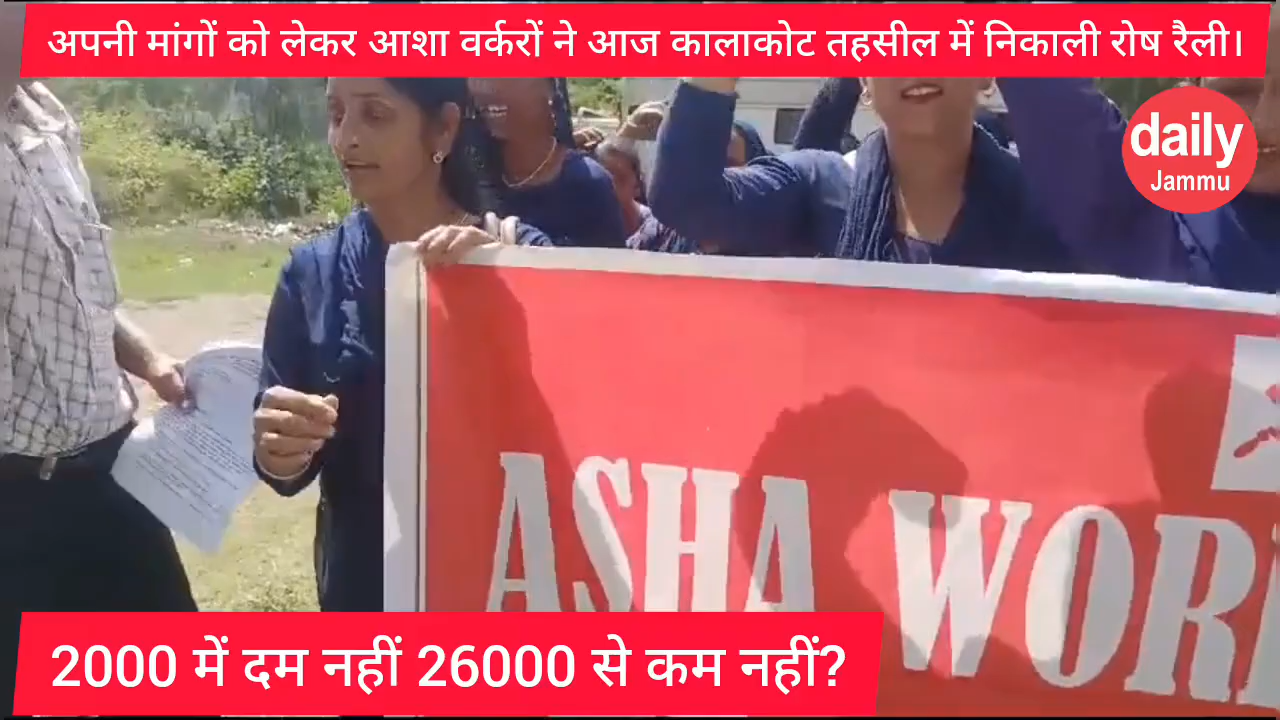 अपनी मांगों को लेकर आशा वर्करों ने आज कालाकोट तहसील में निकाली रोष रैली।
daily
Jammu
ASHA WOR
2000 में दम नहीं 26000 से कम नहीं?